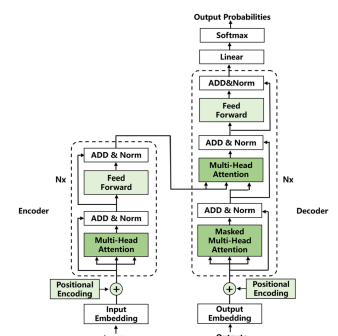 Output Probabilities
Softmax
Linear
ADD&Norm
Feed
Forward
ADD & Norm
Multi-Head
Attention
ADD & Norm
Masked
Multi-Head
Attention
Nx
Decoder
Positional
Encoding
Output
Embedding
ADD & Norm
Feed
Forward
Nx
Encoder
ADD & Norm
Multi-Head
Attention
Positional
Encoding
Input
Embedding